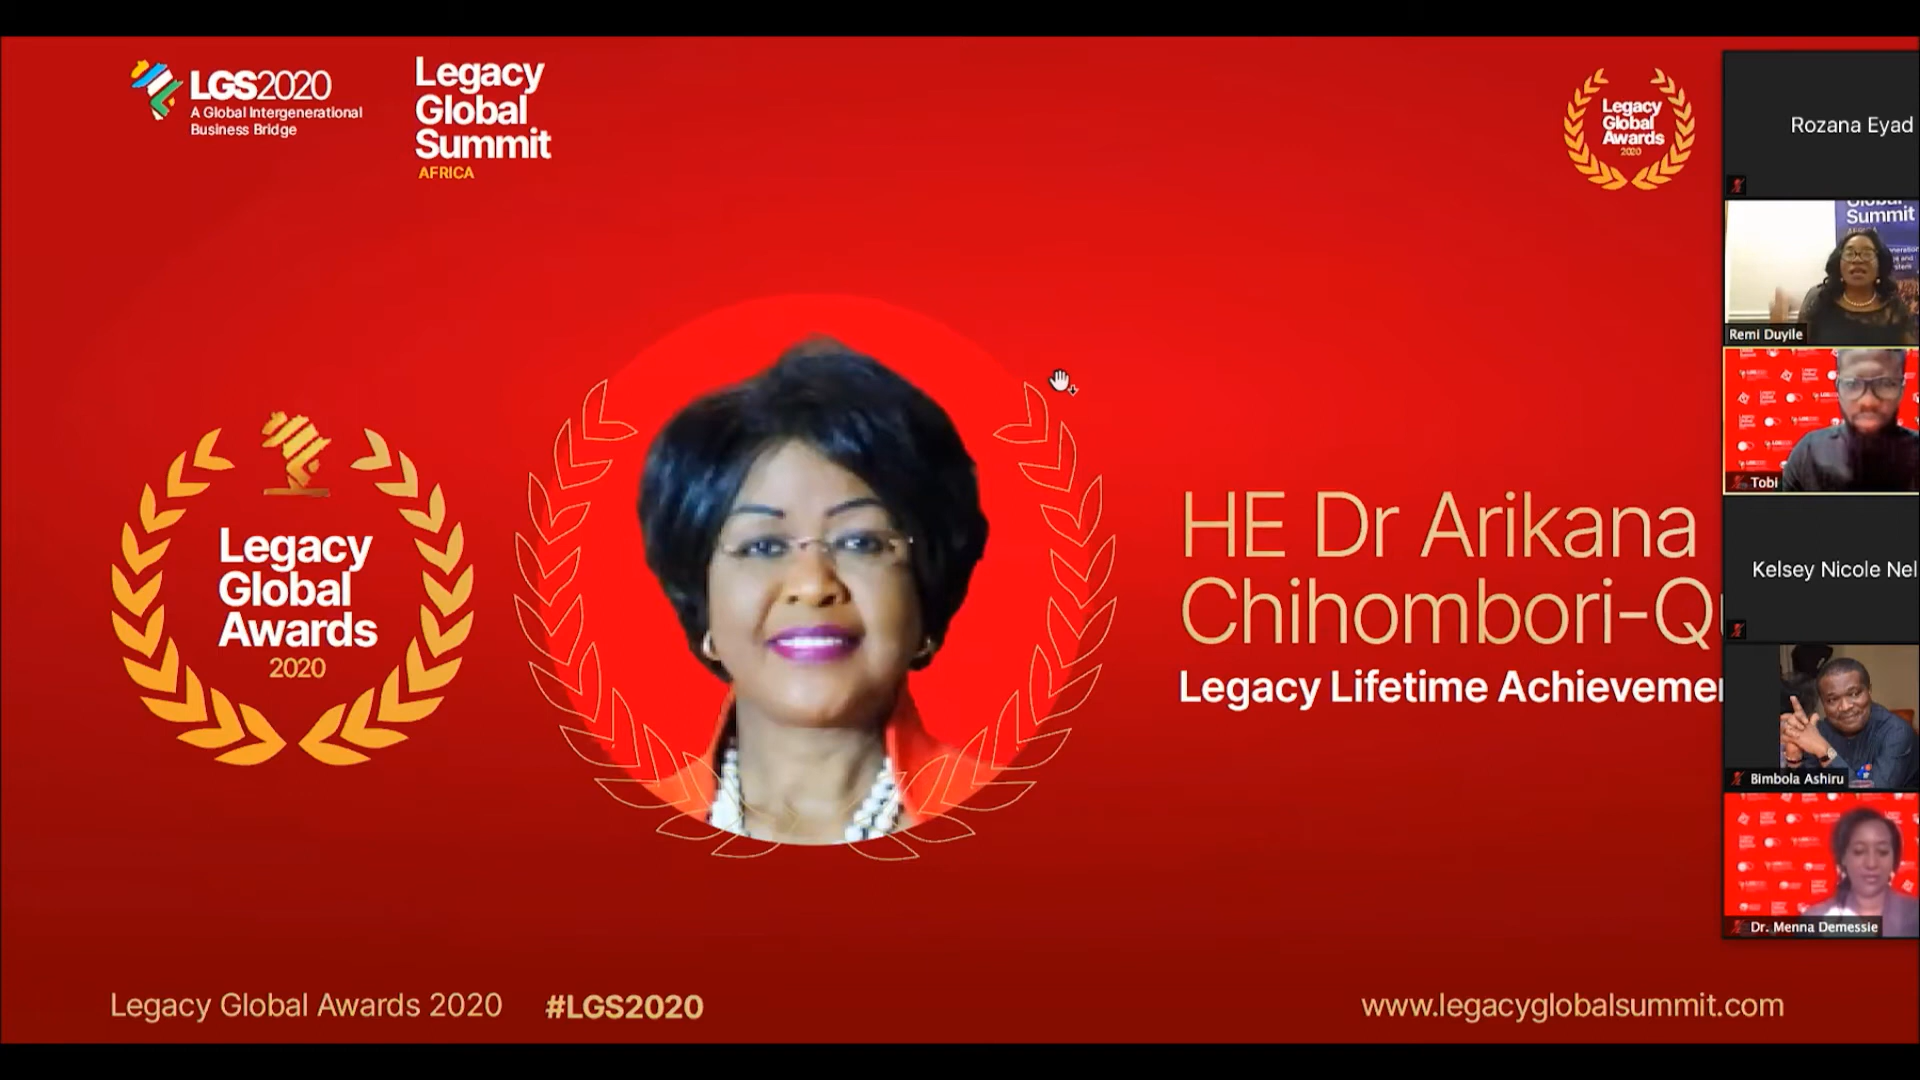 LGS2020
A Global Intergenerational
Business Bridge
Legacy
Global
Summit
AFRICA
Legacy
Global
Awards
2020
Rozana Eyad
Summit
Remi Duyile
Tobi
Kelsey Nicole Nel
Bimbola Ashiru
Dr. Menna Demessie
Legacy
Global
Awards
2020
HE Dr Arikana
Chihombori-Q
Legacy Lifetime Achieveme
Legacy Global Awards 2020
#LGS2020
www.legacyglobalsummit.com